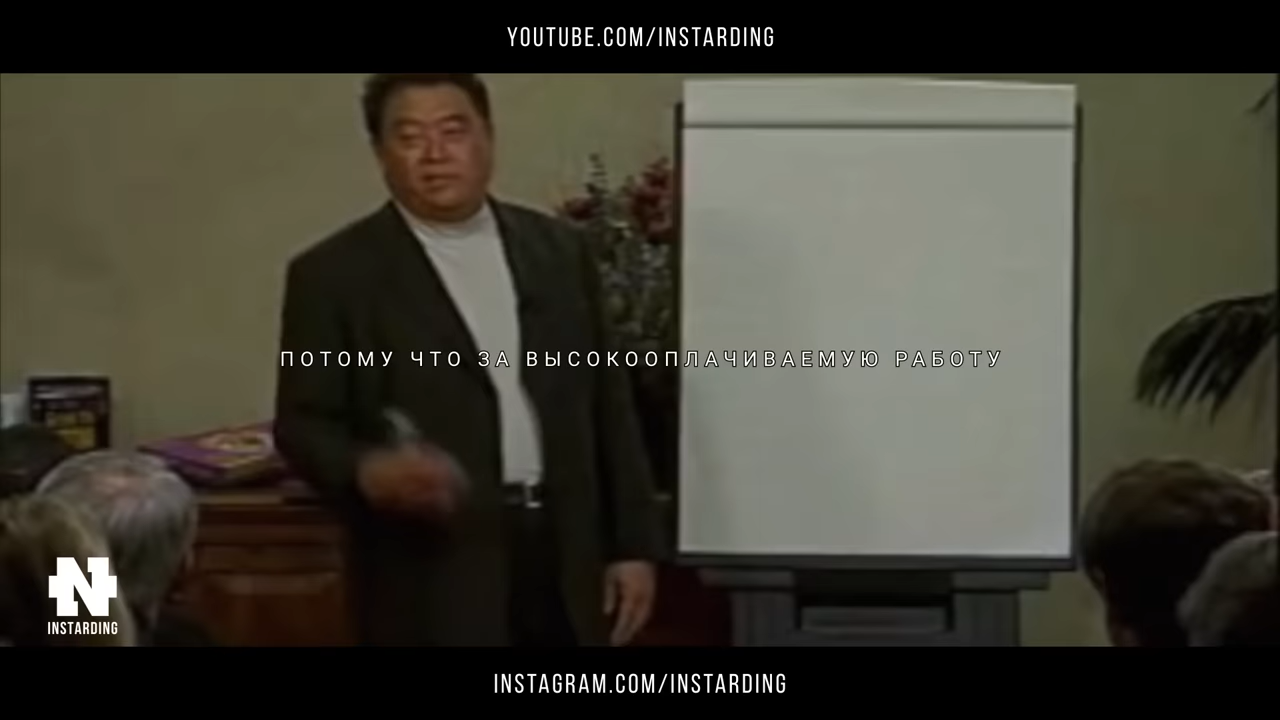 YOUTUBE.COM/INSTARDING
ПОТОМУ ЧТО ЗА ВЫСОКООПЛАЧИВАЕМУЮ РАБОТУ
INSTARDING
INSTAGRAM.COM/INSTARDING